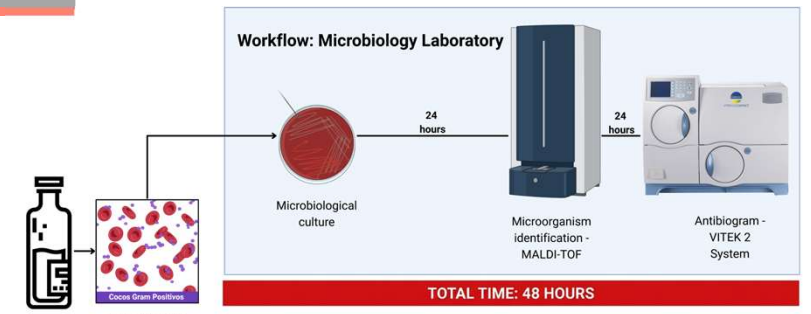 Workflow: Microbiology Laboratory
24
hours
24
hours
Microbiological
culture
Microorganism
identification -
MALDI-TOF
Antibiogram -
VITEK 2
System
Cocos Gram Positivos
TOTAL TIME: 48 HOURS